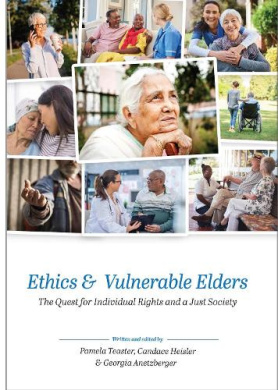 Ethics & Vulnerable Elders
The Quest for Individual Rights and a Just Society
Written and edited by
Pamela Teaster, Candace Heisler
& Georgia Anetzberger